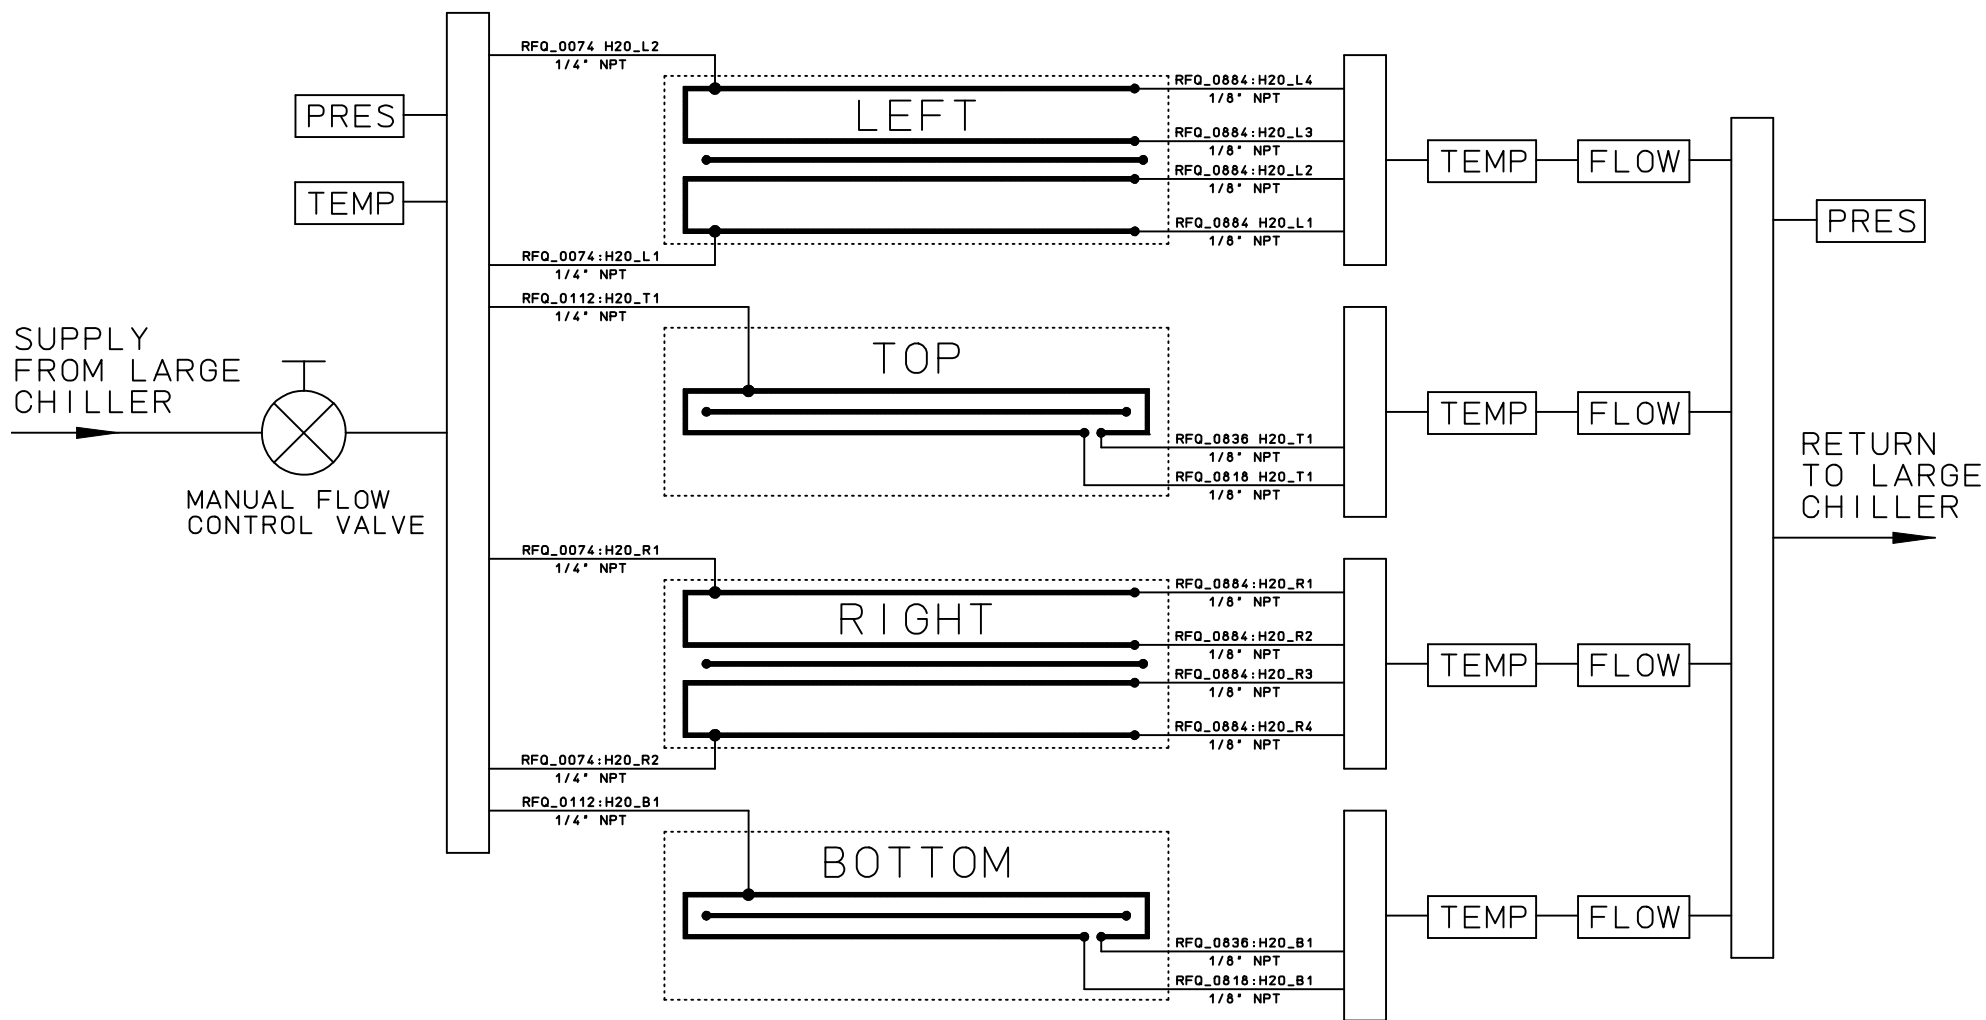 RFQ_0074 H20_L2
1/4" NPT
PRES
TEMP
LEFT
RFQ_0884:H20_L4
1/8" NPT
RFQ_0884:H20_L3
1/8" NPT
RFQ_0884:H20_L2
1/8" NPT
RFQ_0884 H20_L1
1/8" NPT
TEMP
FLOW
PRES
RFQ_0074:H20_L1
1/4" NPT
RFQ_0112:H20_T1
1/4" NPT
SUPPLY
FROM LARGE
CHILLER
MANUAL FLOW
CONTROL VALVE
TOP
RFQ_0836 H20_T1
1/8" NPT
RFQ_0818 H20_T1
1/8" NPT
TEMP
FLOW
RETURN
TO LARGE
CHILLER
RFQ_0074:H20_R1
1/4" NPT
RIGHT
RFQ_0884:H20_R1
1/8" NPT
RFQ_0884:H20_R2
1/8" NPT
RFQ_0884:H20_R3
1/8" NPT
RFQ_0884:H20_R4
1/8" NPT
TEMP
FLOW
RFQ_0074:H20_R2
1/4" NPT
RFQ_0112:H20_B1
1/4" NPT
BOTTOM
RFQ_0836:H20_B1
1/8" NPT
RFQ_0818:H20_B1
1/8" NPT
TEMP
FLOW